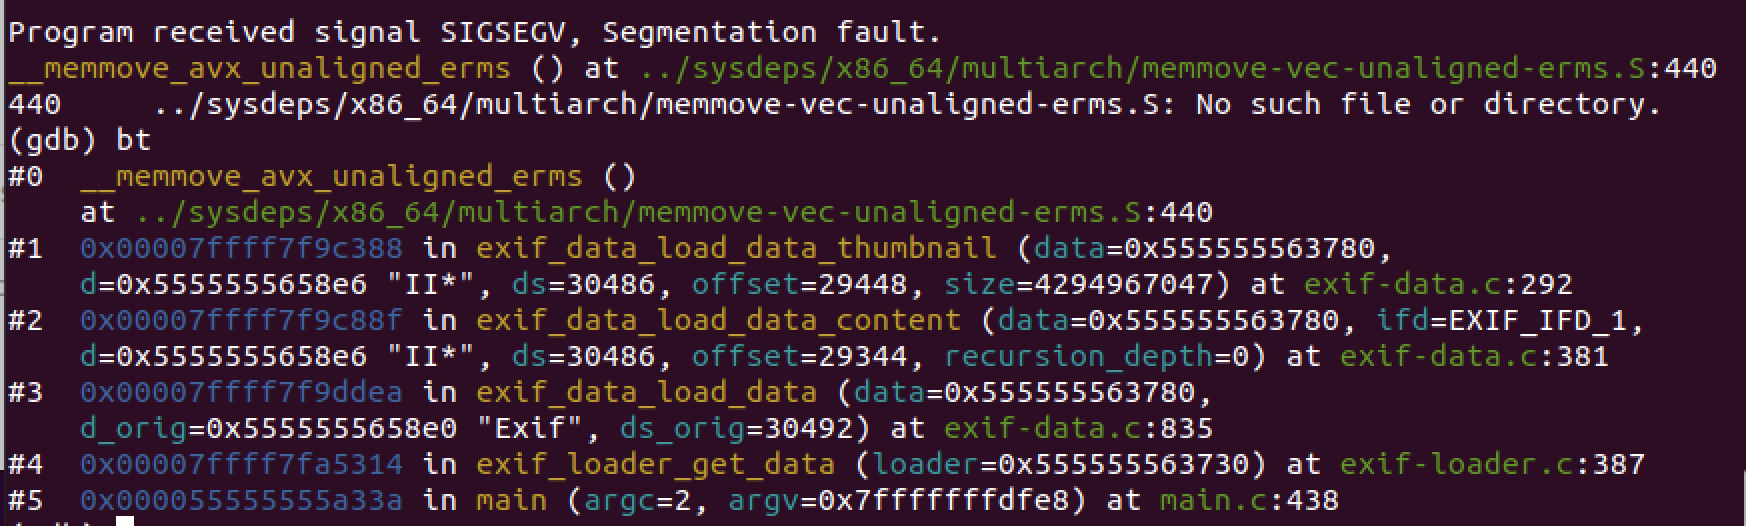 Program received signal SIGSEGV, Segmentation fault.
__memmove_avx_unaligned_erms () at ../sysdeps/x86_64/multiarch/memmove-vec-unaligned-erms.S:440
440     ../sysdeps/x86_64/multiarch/memmove-vec-unaligned-erms.S: No such file or directory.
(gdb) bt
#0  __memmove_avx_unaligned_erms ()
    at ../sysdeps/x86_64/multiarch/memmove-vec-unaligned-erms.S:440
#1  0x00007ffff7f9c388 in exif_data_load_data_thumbnail (data=0x555555563780,
    d=0x5555555658e6 "II*", ds=30486, offset=29448, size=4294967047) at exif-data.c:292
#2  0x00007ffff7f9c88f in exif_data_load_data_content (data=0x555555563780, ifd=EXIF_IFD_1,
    d=0x5555555658e6 "II*", ds=30486, offset=29344, recursion_depth=0) at exif-data.c:381
#3  0x00007ffff7f9ddea in exif_data_load_data (data=0x555555563780,
    d_orig=0x5555555658e0 "Exif", ds_orig=30492) at exif-data.c:835
#4  0x00007ffff7fa5314 in exif_loader_get_data (loader=0x555555563730) at exif-loader.c:387
#5  0x000055555555a33a in main (argc=2, argv=0x7fffffffdfe8) at main.c:438